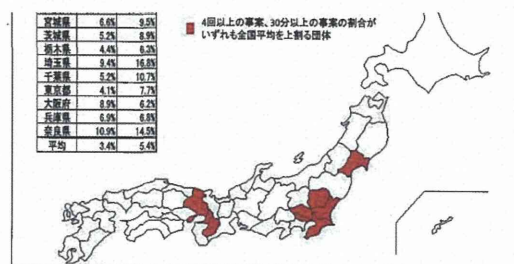 宮城県 6.6% 9.5%
茨城県 5.2% 8.9%
栃木県 4.4% 6.3%
埼玉県 9.4% 16.8%
千葉県 5.2% 10.7%
東京都 4.1% 7.7%
大阪府 8.9% 6.2%
兵庫県 6.9% 6.8%
奈良県 10.9% 14.5%
平均 3.4% 5.4%
4回以上の事案、30分以上の事案の割合が
いずれも全国平均を上割る団体